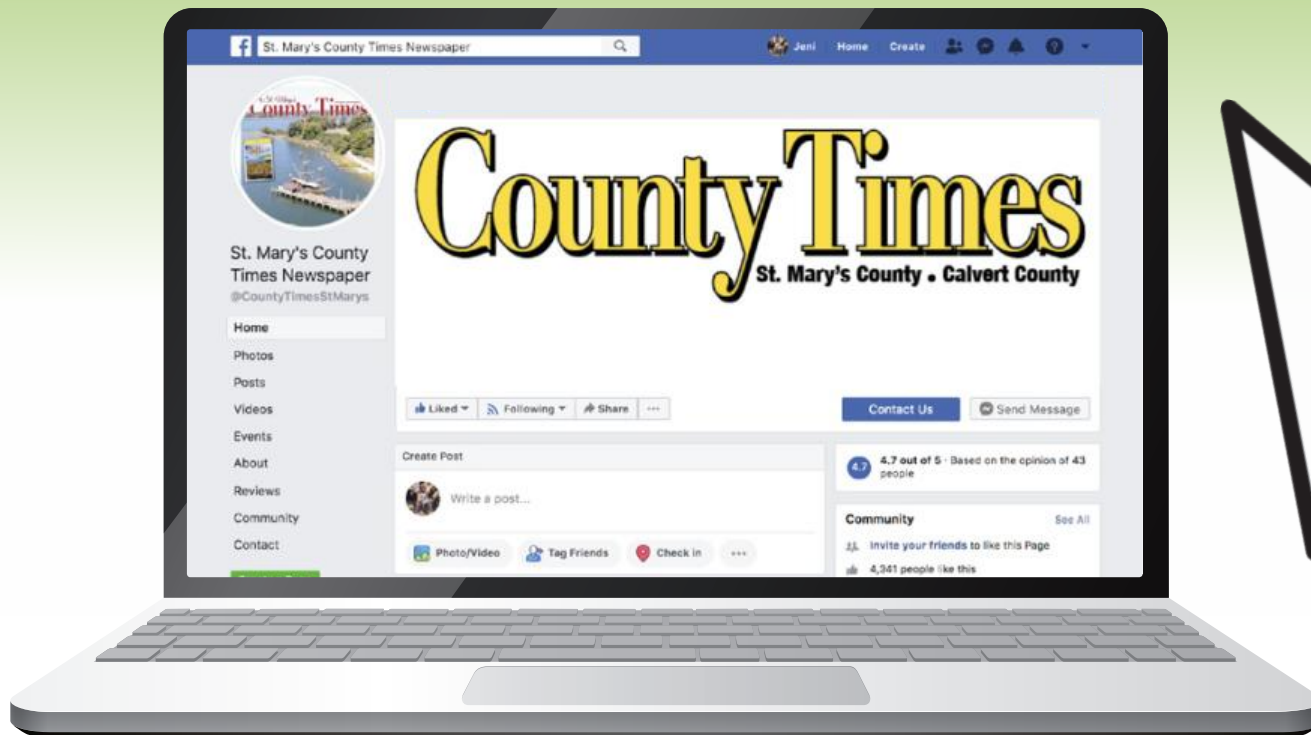 St. Mary's County Times Newspaper
Jeni Home Create
County Times
St. Mary's County
Times Newspaper
@CountyTimesStMarys
Home
Photos
Posts
Videos
Events
About
Reviews
Community
Contact
County Times
St. Mary's County • Calvert County
Liked Following Share
Contact Us Send Message
Create Post
Write a post...
Photo/Video Tag Friends Check in
4.7 4.7 out of 5 · Based on the opinion of 43
people
Community See All
Invite your friends to like this Page
4,341 people like this